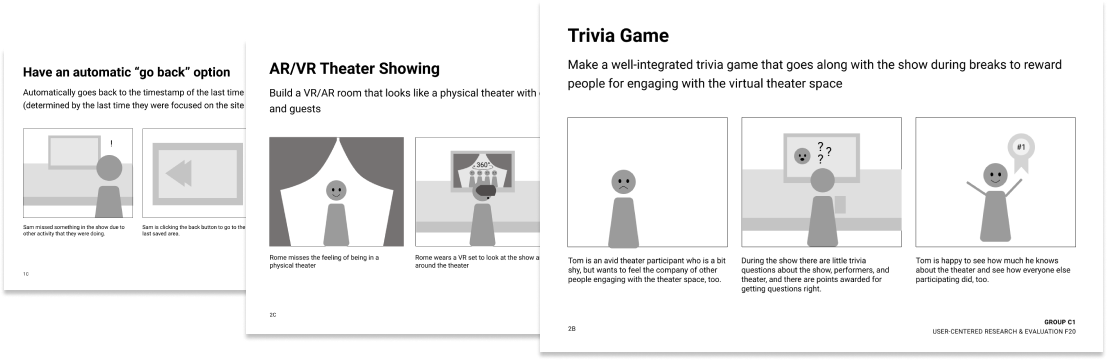 Have an automatic “go back” option
Automatically goes back to the timestamp of the last time
(determined by the last time they were focused on the site
!
Sam missed something in the show due to
other activity that they were doing.
Sam is clicking the back button to go to the
last saved area.
1C
AR/VR Theater Showing
Build a VR/AR room that looks like a physical theater with
and guests
360°
Rome misses the feeling of being in a
physical theater
Rome wears a VR set to look at the show a
around the theater
2C
Trivia Game
Make a well-integrated trivia game that goes along with the show during breaks to reward
people for engaging with the virtual theater space
? ?
?
#1
Tom is an avid theater participant who is a bit
shy, but wants to feel the company of other
people engaging with the theater space, too.
During the show there are little trivia
questions about the show, performers, and
theater, and there are points awarded for
getting questions right.
Tom is happy to see how much he knows
about the theater and see how everyone else
participating did, too.
2B
GROUP C1
USER-CENTERED RESEARCH & EVALUATION F20